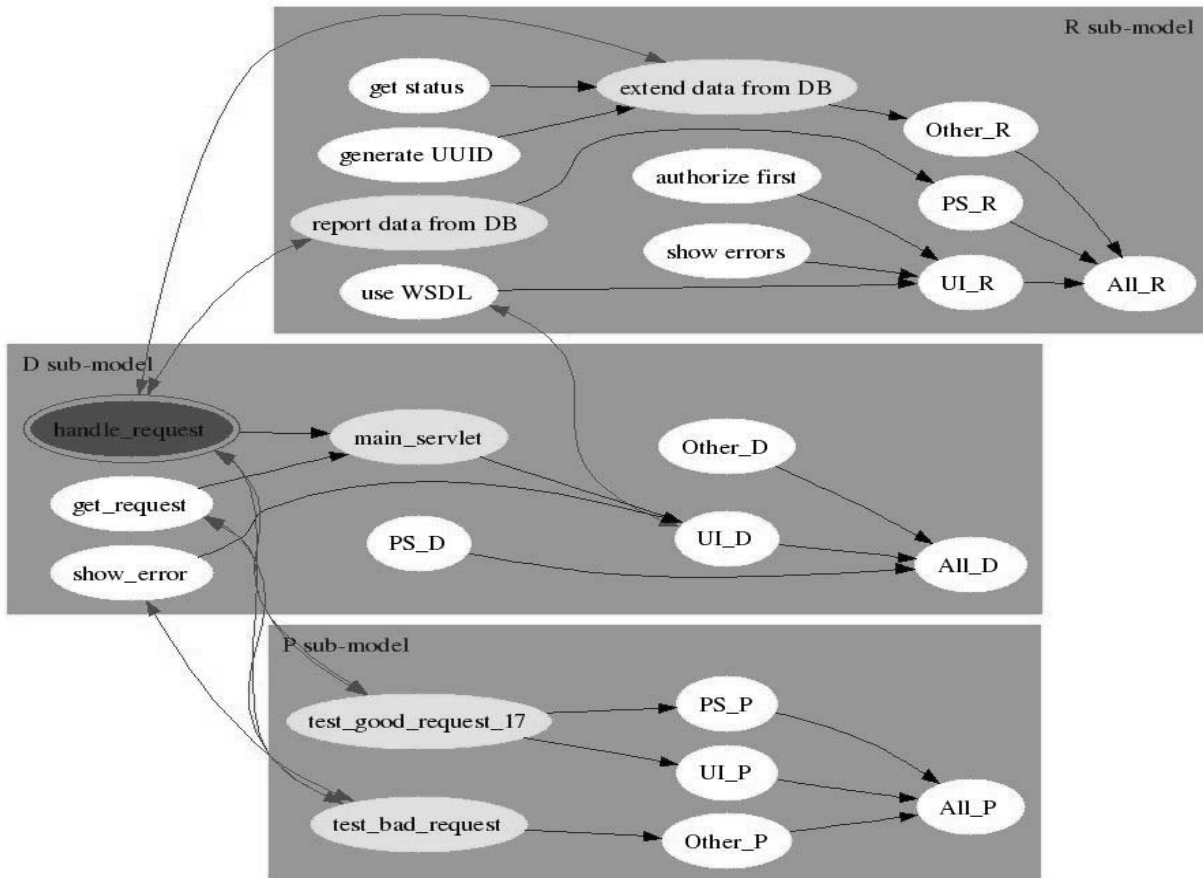 R sub-model
get status
extend data from DB
Other_R
generate UUID
authorize first
PS_R
report data from DB
show errors
use WSDL
UI_R
All_R
D sub-model
handle_request
main_servlet
Other_D
get_request
PS_D
UI_D
show_error
All_D
P sub-model
test_good_request_17
PS_P
UI_P
All_P
test_bad_request
Other_P